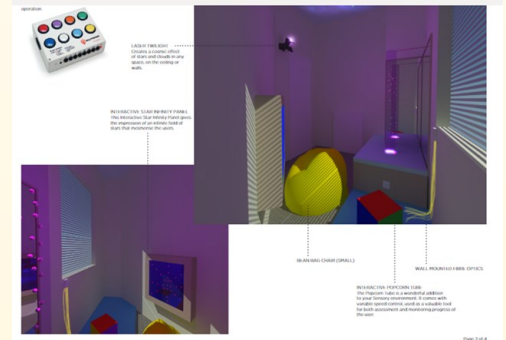 operation.
LASER TWILIGHT
Creates a cosmic effect
of stars and clouds in any
space, on the ceiling or
walls.
INTERACTIVE STAR INFINITY PANEL
This Interactive Star Infinity Panel gives
the impression of an infinite field of
stars that mesmerise the users.
BEAN BAG CHAIR (SMALL)
WALL MOUNTED FIBRE OPTICS
INTERACTIVE POPCORN TUBE
The Popcorn Tube is a wonderful addition
to your Sensory environment. It comes with
variable speed control, used as a valuable tool
for both assessment and monitoring progress of
the user.
Page 2 of 4